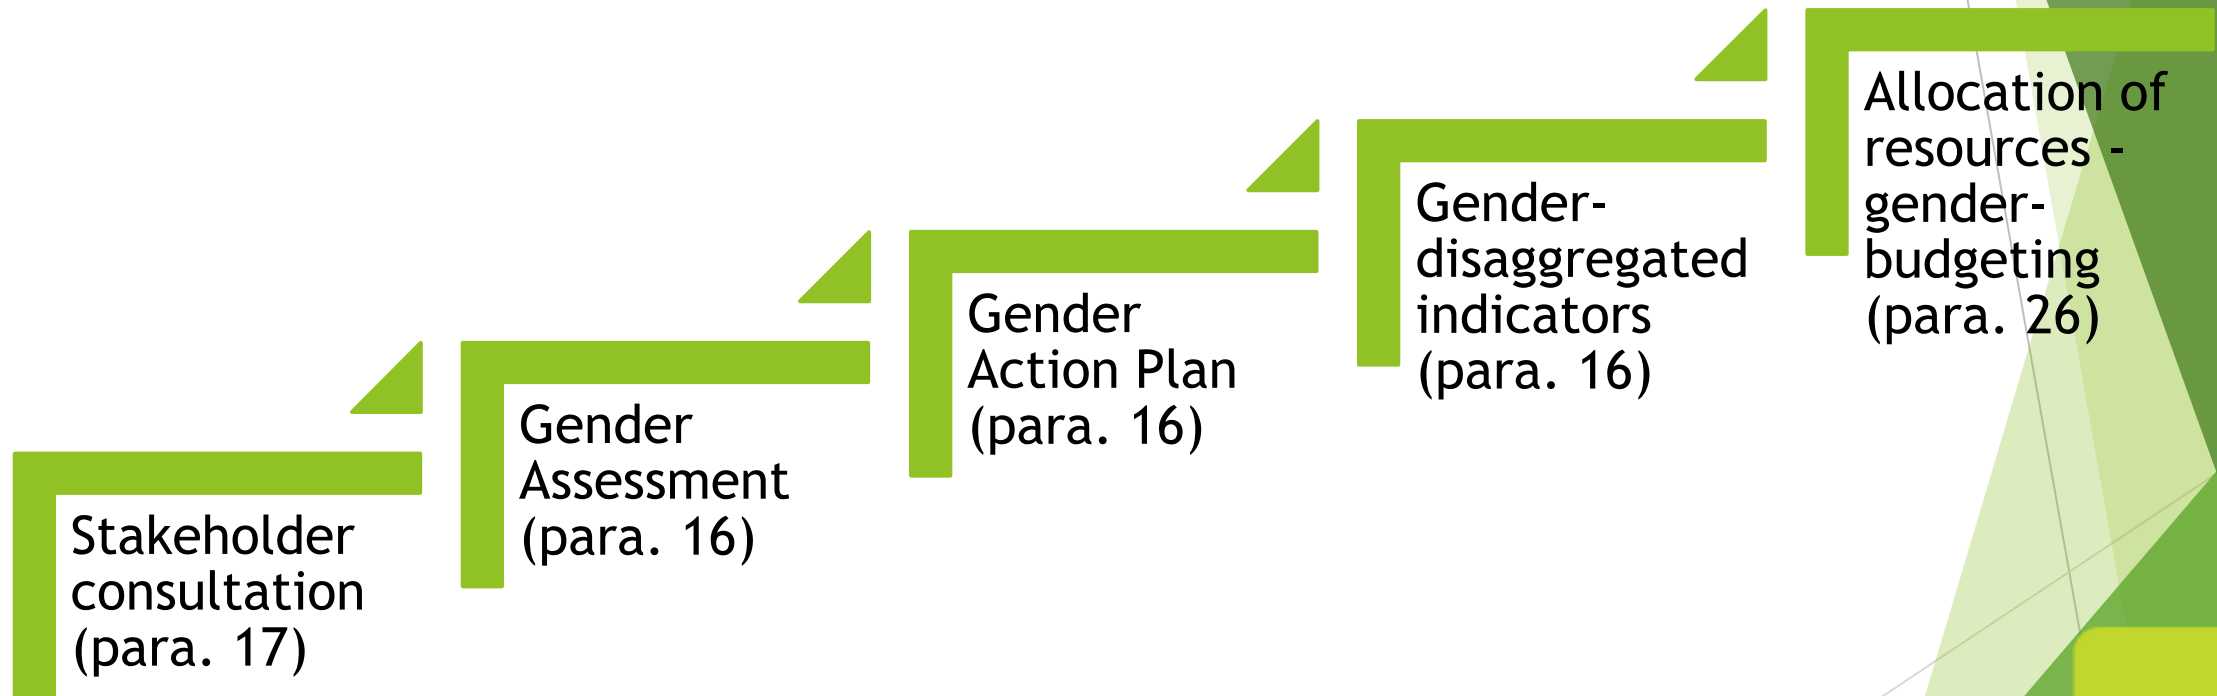 Stakeholder
consultation
(para. 17)
Gender
Assessment
(para. 16)
Gender
Action Plan
(para. 16)
Gender-
disaggregated
indicators
(para. 16)
Allocation of
resources -
gender-
budgeting
(para. 26)